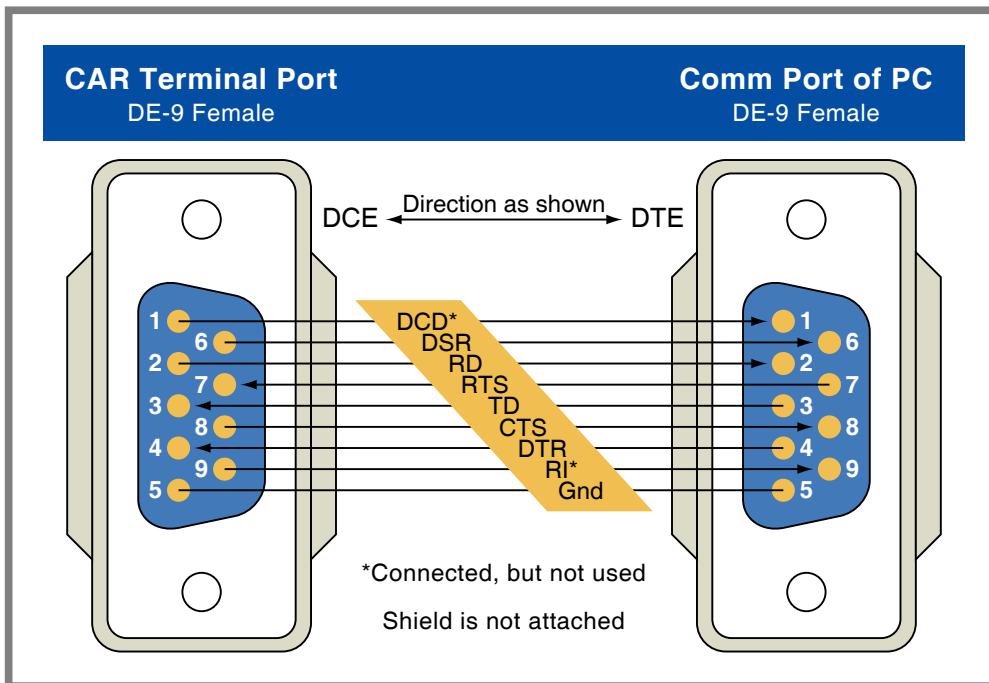 CAR Terminal Port
DE-9 Female
Comm Port of PC
DE-9 Female
DCE
Direction as shown
DTE
1
6
2
7
3
8
4
9
5
DCD*
DSR
RD
RTS
TD
CTS
DTR
RI*
Gnd
1
6
2
7
3
8
4
9
5
*Connected, but not used
Shield is not attached